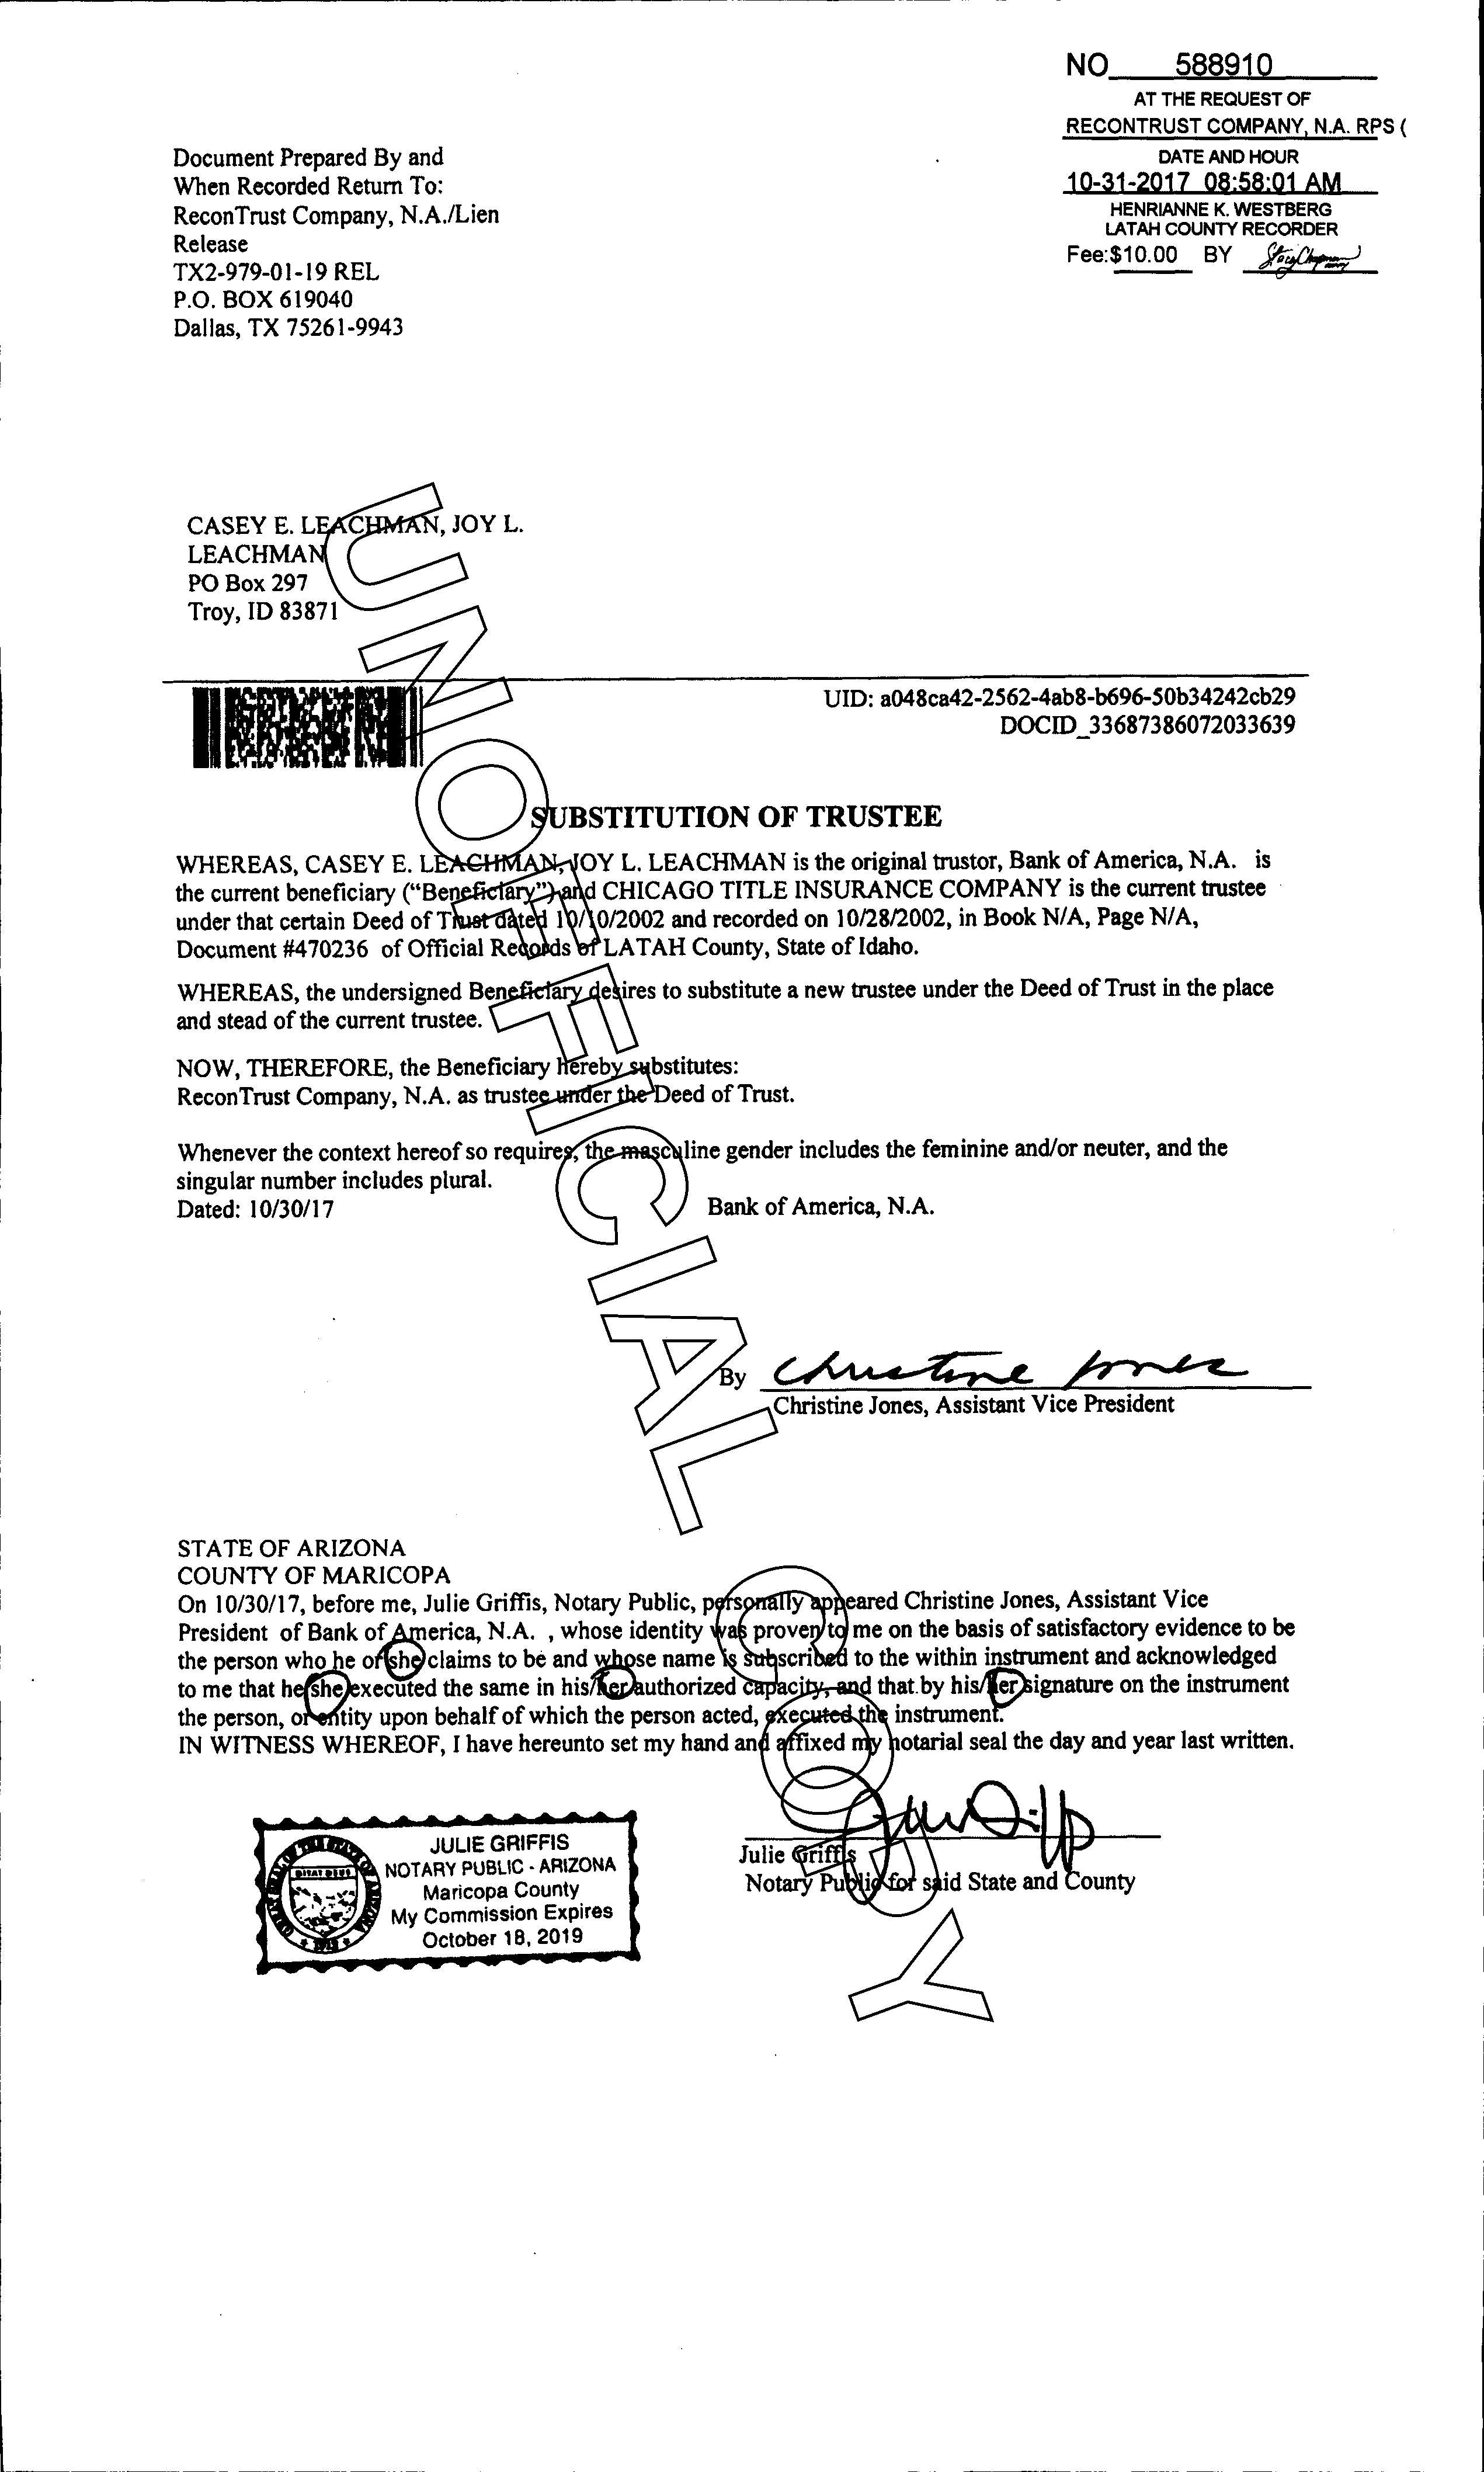 NO 588910
AT THE REQUEST OF
RECONTRUST COMPANY, N.A. RPS (
DATE AND HOUR
10-31-2017 08:58:01 AM
HENRIANNE K. WESTBERG
LATAH COUNTY RECORDER
Fee:$10.00 BY Stacy Chapman
Document Prepared By and
When Recorded Return To:
ReconTrust Company, N.A./Lien
Release
TX2-979-01-19 REL
P.O. BOX 619040
Dallas, TX 75261-9943
CASEY E. LEACHMAN, JOY L.
LEACHMAN
PO Box 297
Troy, ID 83871
UID: a048ca42-2562-4ab8-b696-50b34242cb29
DOCID_33687386072033639
SUBSTITUTION OF TRUSTEE
WHEREAS, CASEY E. LEACHMAN, JOY L. LEACHMAN is the original trustor, Bank of America, N.A. is
the current beneficiary ("Beneficiary") and CHICAGO TITLE INSURANCE COMPANY is the current trustee
under that certain Deed of Trust dated 10/10/2002 and recorded on 10/28/2002, in Book N/A, Page N/A,
Document #470236 of Official Records of LATAH County, State of Idaho.
WHEREAS, the undersigned Beneficiary desires to substitute a new trustee under the Deed of Trust in the place
and stead of the current trustee.
NOW, THEREFORE, the Beneficiary hereby substitutes:
ReconTrust Company, N.A. as trustee under the Deed of Trust.
Whenever the context hereof so requires, the masculine gender includes the feminine and/or neuter, and the
singular number includes plural.
Dated: 10/30/17 Bank of America, N.A.
By Christine Jones
Christine Jones, Assistant Vice President
STATE OF ARIZONA
COUNTY OF MARICOPA
On 10/30/17, before me, Julie Griffis, Notary Public, personally appeared Christine Jones, Assistant Vice
President of Bank of America, N.A. , whose identity was proven to me on the basis of satisfactory evidence to be
the person who he or she claims to be and whose name is subscribed to the within instrument and acknowledged
to me that he/she executed the same in his/her authorized capacity, and that by his/her signature on the instrument
the person, or entity upon behalf of which the person acted, executed the instrument.
IN WITNESS WHEREOF, I have hereunto set my hand and affixed my notarial seal the day and year last written.
Julie Griffis
Notary Public for said State and County
JULIE GRIFFIS
NOTARY PUBLIC - ARIZONA
Maricopa County
My Commission Expires
October 18, 2019
DITAT DEUS
1912
UNOFFICIAL COPY